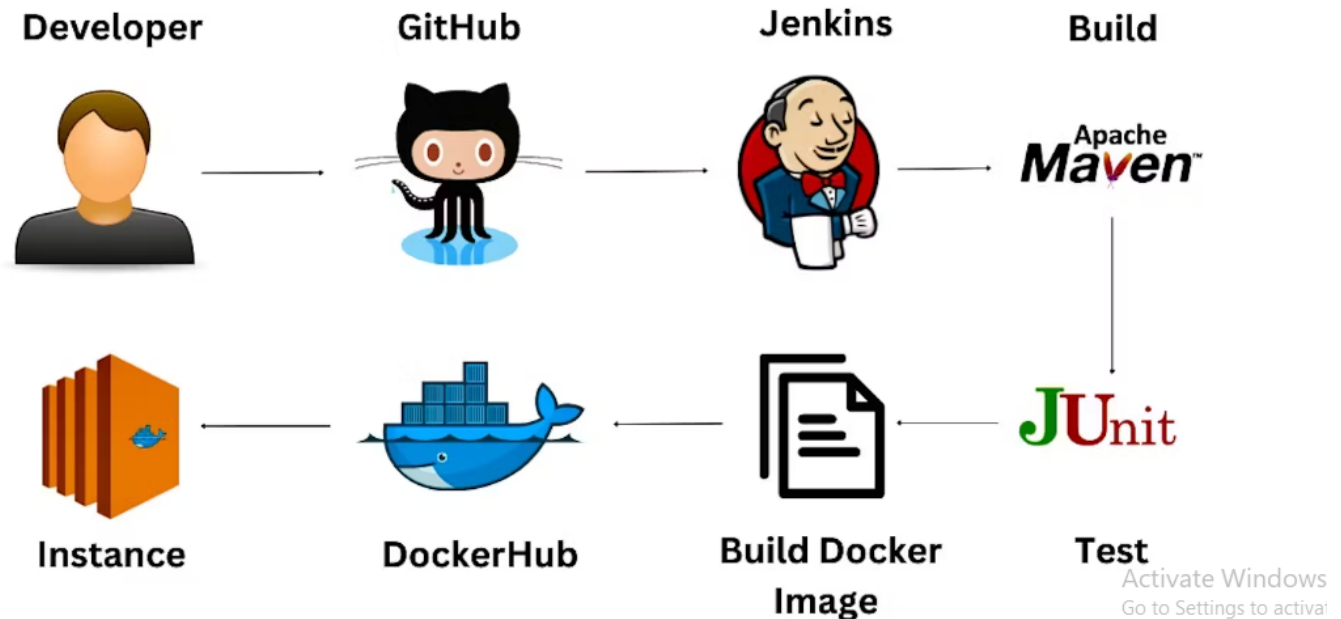 Developer
GitHub
Jenkins
Build
Apache
Maven™
JUnit
Instance
DockerHub
Build Docker
Image
Test
Activate Windows
Go to Settings to activat